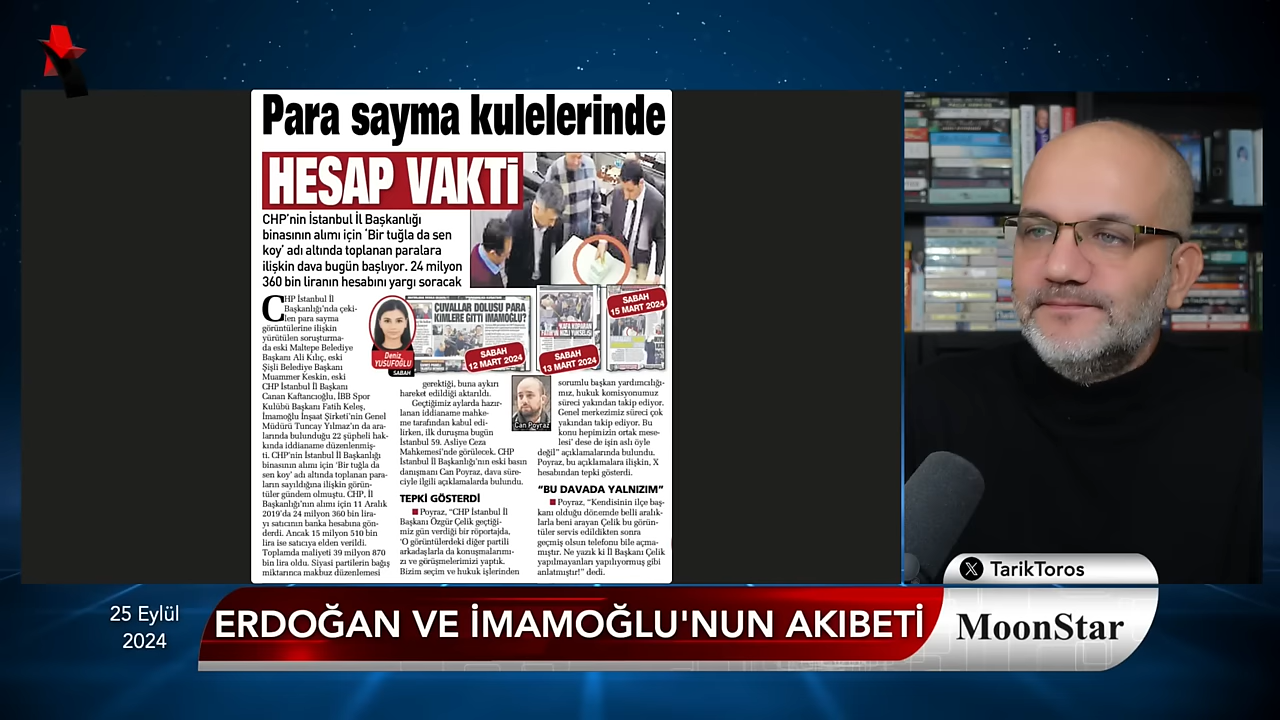 Para sayma kulelerinde
HESAP VAKTİ
CHP'nin İstanbul İl Başkanlığı
binasının alımı için 'Bir tuğla da sen
koy' adı altında toplanan paralara
ilişkin dava bugün başlıyor. 24 milyon
360 bin liranın hesabını yargı soracak
CHP İstanbul İl
Başkanlığı'nda çeki-
len para sayma
görüntülerine ilişkin
yürütülen soruşturma-
da eski Maltepe Belediye
Başkanı Ali Kılıç, eski
Şişli Belediye Başkanı
Muammer Keskin, eski
CHP İstanbul İl Başkanı
Canan Kaftancıoğlu, İBB Spor
Kulübü Başkanı Fatih Keleş,
İmamoğlu İnşaat Şirketi'nin Genel
Müdürü Tuncay Yılmaz'ın da ara-
larında bulunduğu 22 şüpheli hak-
kında iddianame düzenlenmiş-
ti. CHP'nin İstanbul İl Başkanlığı
binasının alımı için 'Bir tuğla da
sen koy' adı altında toplanan para-
ların sayıldığına ilişkin görün-
tüler gündem olmuştu. CHP, İl
Başkanlığı'nın alımı için 11 Aralık
2019'da 24 milyon 360 bin lira-
yı satıcının banka hesabına gön-
derdi. Ancak 15 milyon 510 bin
lira ise satıcıya elden verildi.
Toplamda maliyeti 39 milyon 870
bin lira oldu. Siyasi partilerin bağış
miktarınca makbuz düzenlemesi
Deniz
YUSUFOĞLU
SABAH
ÇUVALLAR DOLUSU PARA
KİMLERE GİTTİ İMAMOĞLU?
SABAH
12 MART 2024
SABAH
13 MART 2024
SABAH
15 MART 2024
gerektiği, buna aykırı
hareket edildiği aktarıldı.
Geçtiğimiz aylarda hazır-
lanan iddianame mahke-
me tarafından kabul edi-
lirken, ilk duruşma bugün
İstanbul 59. Asliye Ceza
Mahkemesi'nde görülecek. CHP
İstanbul İl Başkanlığı'nın eski basın
danışmanı Can Poyraz, dava süre-
ciyle ilgili açıklamalarda bulundu.
TEPKİ GÖSTERDİ
Poyraz, "CHP İstanbul İl
Başkanı Özgür Çelik geçtiği-
miz gün verdiği bir röportajda,
'O görüntülerdeki diğer partili
arkadaşlarla da konuşmalarımı-
zı ve görüşmelerimizi yaptık.
Bizim seçim ve hukuk işlerinden
Can Poyraz
sorumlu başkan yardımcılığı-
mız, hukuk komisyonumuz
süreci yakından takip ediyor.
Genel merkezimiz süreci çok
yakından takip ediyor. Bu
konu hepimizin ortak mese-
lesi' dese de işin aslı öyle
değil" açıklamalarında bulundu.
Poyraz, bu açıklamalara ilişkin, X
hesabından tepki gösterdi.
"BU DAVADA YALNIZIM"
Poyraz, "Kendisinin ilçe baş-
kanı olduğu dönemde belli aralık-
larla beni arayan Çelik bu görün-
tüler servis edildikten sonra
geçmiş olsun telefonu bile açma-
mıştır. Ne yazık ki İl Başkanı Çelik
yapılmayanları yapılıyormuş gibi
anlatmıştır!" dedi.
X TarikToros
25 Eylül
2024
ERDOĞAN VE İMAMOĞLU'NUN AKIBETİ
MoonStar